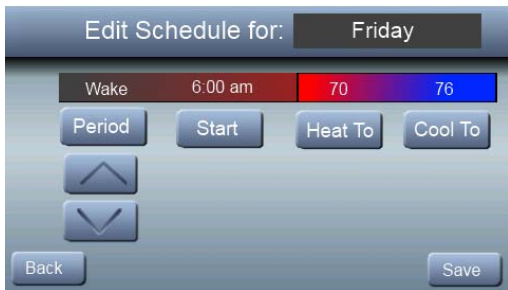 Edit Schedule for: Friday
Wake 6:00 am 70 76
Period Start Heat To Cool To
Back Save